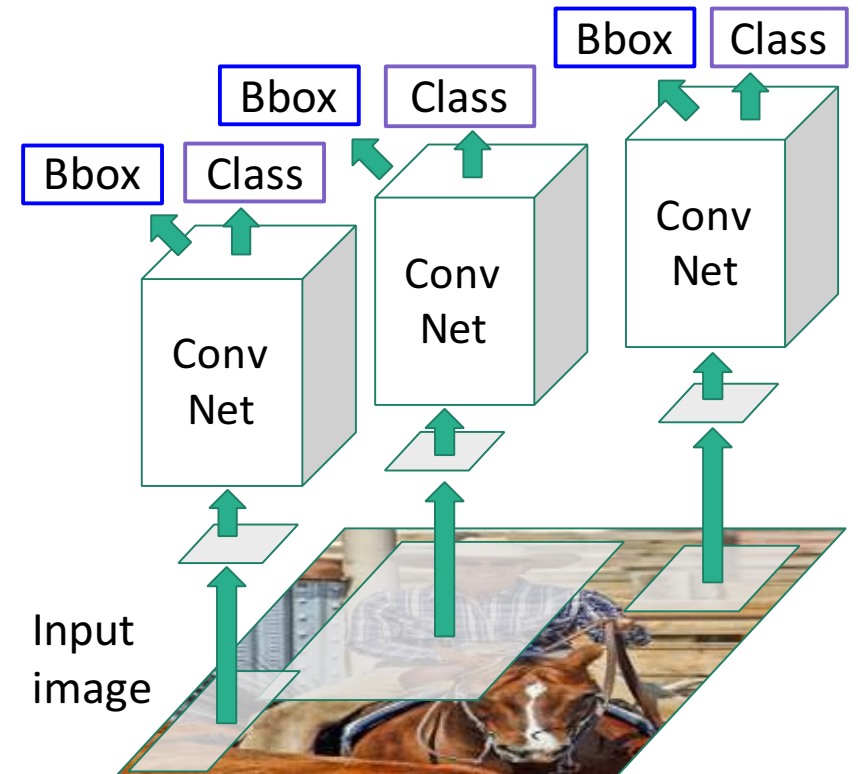 Bbox Class
Bbox Class
Bbox Class
Conv
Net
Conv
Net
Conv
Net
Input
image